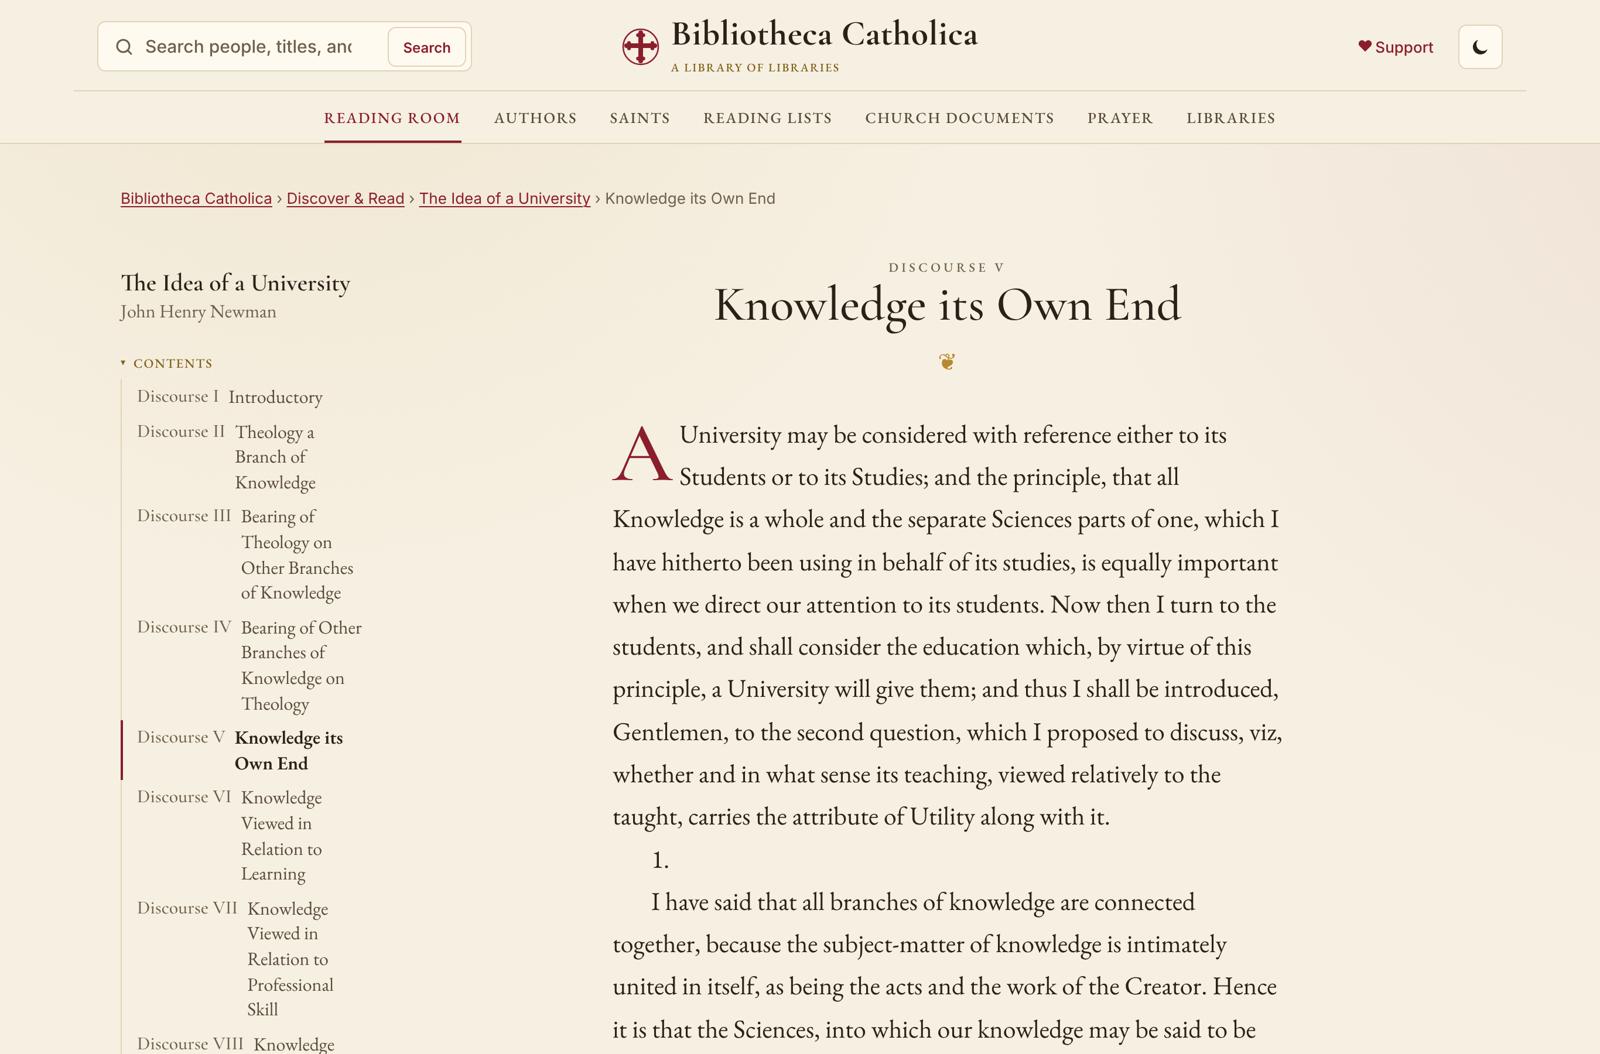 Search people, titles, and
Search
Bibliotheca Catholica
A LIBRARY OF LIBRARIES
Support
READING ROOM
AUTHORS
SAINTS
READING LISTS
CHURCH DOCUMENTS
PRAYER
LIBRARIES
Bibliotheca Catholica › Discover & Read › The Idea of a University › Knowledge its Own End
The Idea of a University
John Henry Newman
CONTENTS
Discourse I Introductory
Discourse II Theology a
Branch of
Knowledge
Discourse III Bearing of
Theology on
Other Branches
of Knowledge
Discourse IV Bearing of Other
Branches of
Knowledge on
Theology
Discourse V Knowledge its
Own End
Discourse VI Knowledge
Viewed in
Relation to
Learning
Discourse VII Knowledge
Viewed in
Relation to
Professional
Skill
Discourse VIII Knowledge
DISCOURSE V
Knowledge its Own End
A University may be considered with reference either to its
Students or to its Studies; and the principle, that all
Knowledge is a whole and the separate Sciences parts of one, which I
have hitherto been using in behalf of its studies, is equally important
when we direct our attention to its students. Now then I turn to the
students, and shall consider the education which, by virtue of this
principle, a University will give them; and thus I shall be introduced,
Gentlemen, to the second question, which I proposed to discuss, viz,
whether and in what sense its teaching, viewed relatively to the
taught, carries the attribute of Utility along with it.
1.
I have said that all branches of knowledge are connected
together, because the subject-matter of knowledge is intimately
united in itself, as being the acts and the work of the Creator. Hence
it is that the Sciences, into which our knowledge may be said to be